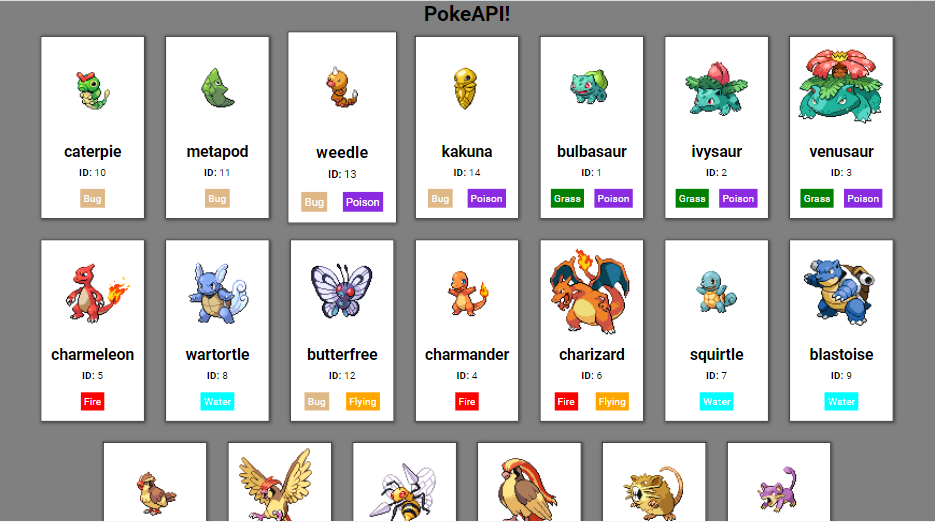 PokeAPI!
caterpie
ID: 10
Bug
metapod
ID: 11
Bug
weedle
ID: 13
Bug Poison
kakuna
ID: 14
Bug Poison
bulbasaur
ID: 1
Grass Poison
ivysaur
ID: 2
Grass Poison
venusaur
ID: 3
Grass Poison
charmeleon
ID: 5
Fire
wartortle
ID: 8
Water
butterfree
ID: 12
Bug Flying
charmander
ID: 4
Fire
charizard
ID: 6
Fire Flying
squirtle
ID: 7
Water
blastoise
ID: 9
Water